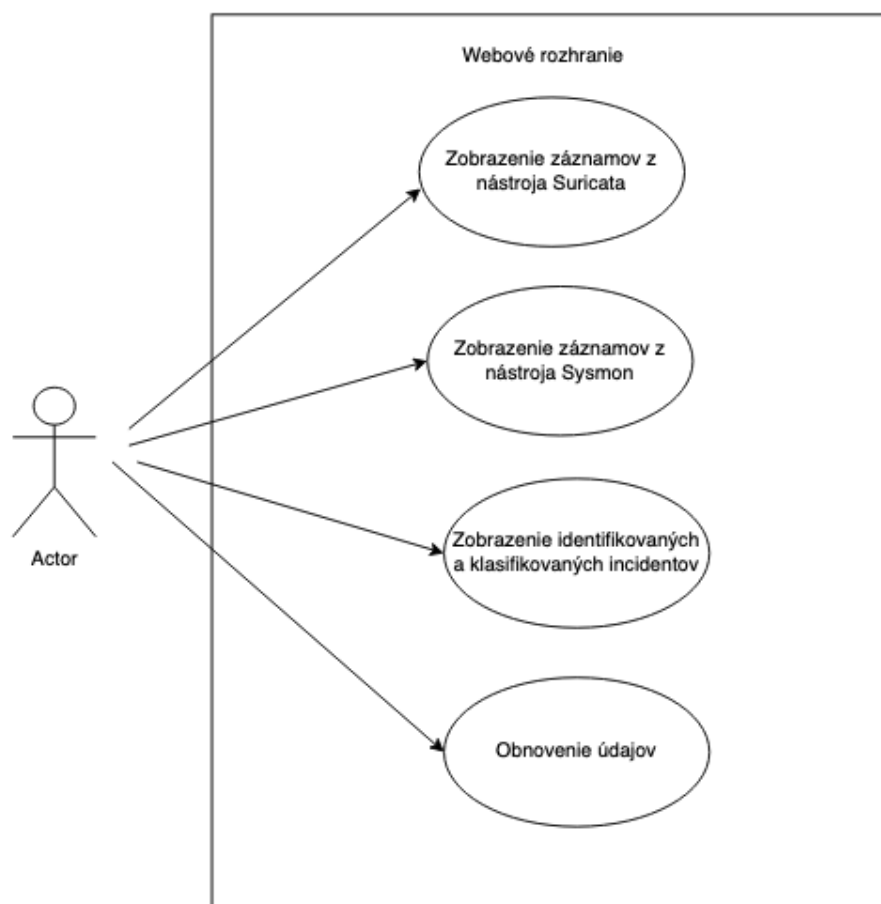 Webové rozhranie
Zobrazenie záznamov z
nástroja Suricata
Zobrazenie záznamov z
nástroja Sysmon
Zobrazenie identifikovaných
a klasifikovaných incidentov
Actor
Obnovenie údajov